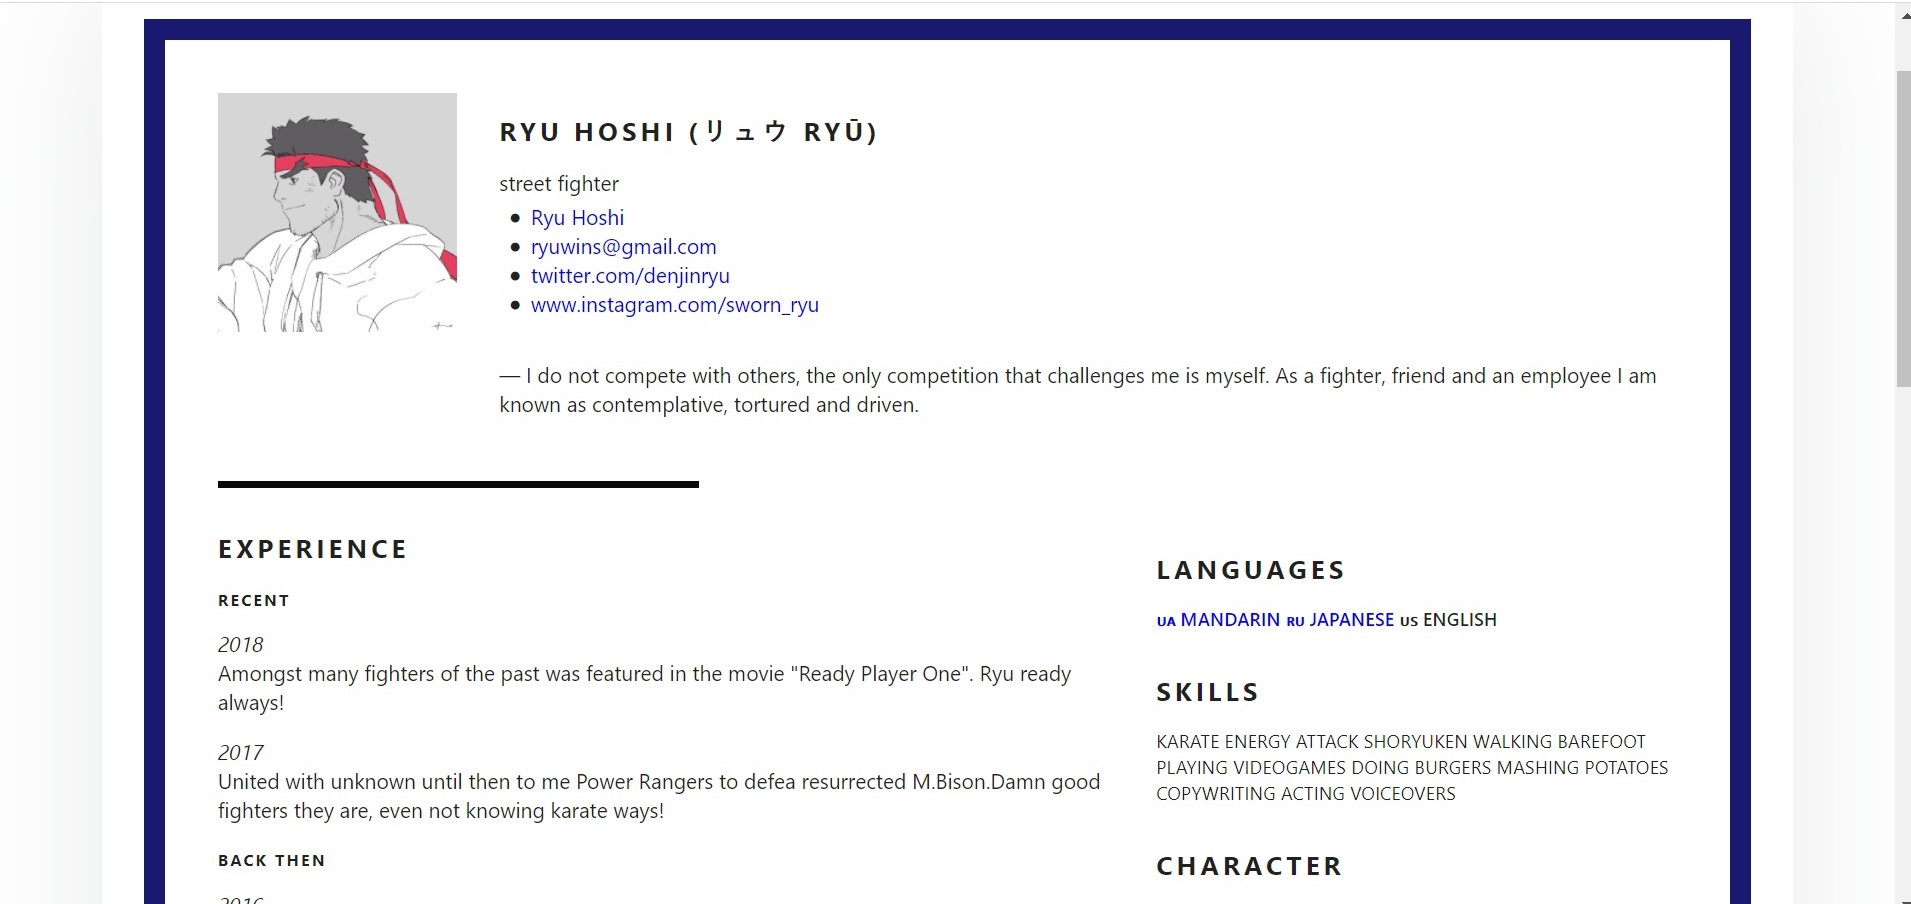 RYU HOSHI (リュウ RYŪ)
street fighter
● Ryu Hoshi
● ryuwins@gmail.com
● twitter.com/denjinryu
● www.instagram.com/sworn_ryu
— I do not compete with others, the only competition that challenges me is myself. As a fighter, friend and an employee I am
known as contemplative, tortured and driven.
EXPERIENCE
RECENT
2018
Amongst many fighters of the past was featured in the movie "Ready Player One". Ryu ready
always!
2017
United with unknown until then to me Power Rangers to defea resurrected M.Bison.Damn good
fighters they are, even not knowing karate ways!
BACK THEN
2016
LANGUAGES
UA MANDARIN RU JAPANESE US ENGLISH
SKILLS
KARATE ENERGY ATTACK SHORYUKEN WALKING BAREFOOT
PLAYING VIDEOGAMES DOING BURGERS MASHING POTATOES
COPYWRITING ACTING VOICEOVERS
CHARACTER